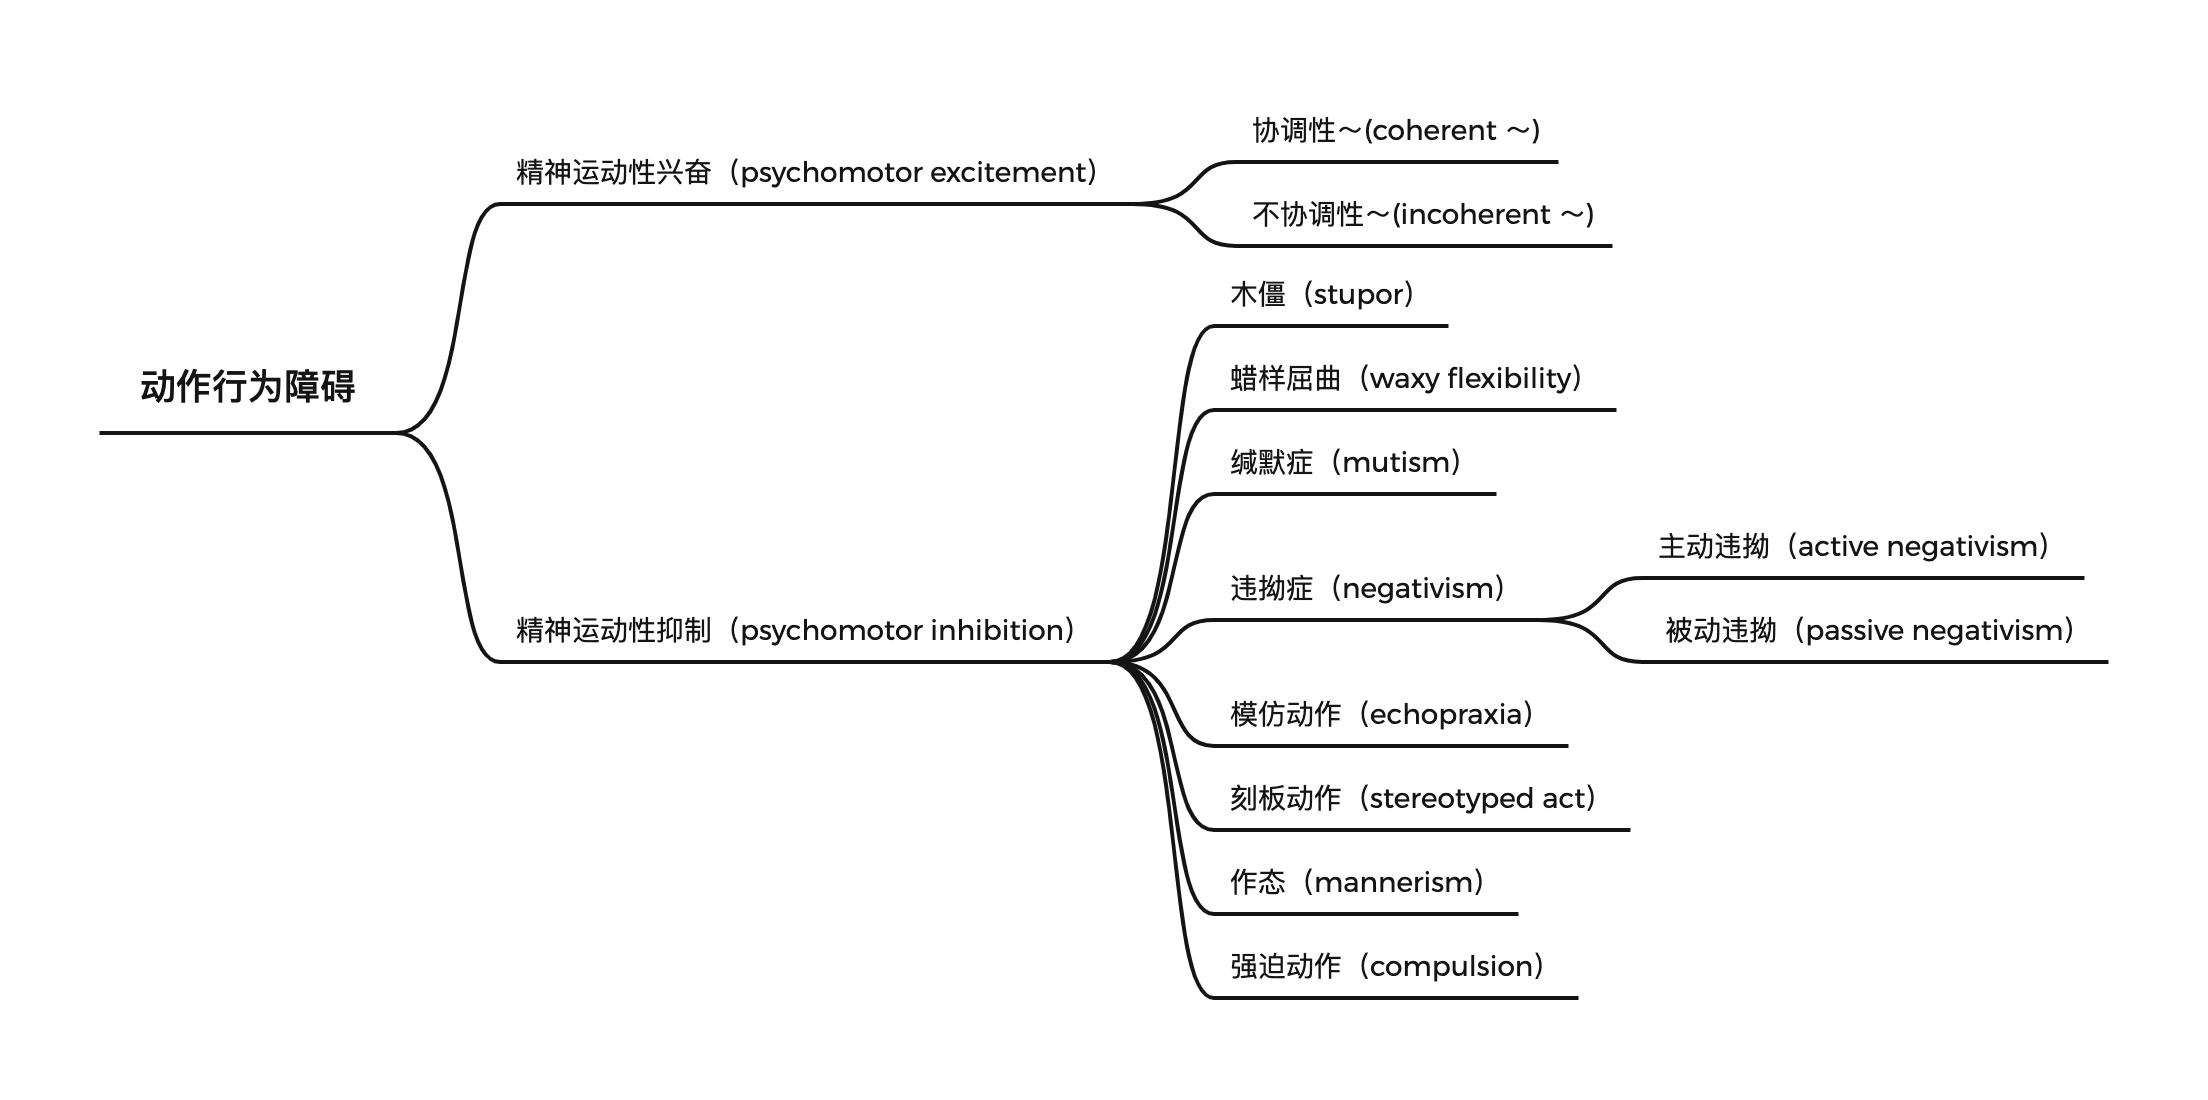 动作行为障碍
精神运动性兴奋（psychomotor excitement）
协调性～(coherent ～)
不协调性～(incoherent ～)
精神运动性抑制（psychomotor inhibition）
木僵（stupor）
蜡样屈曲（waxy flexibility）
缄默症（mutism）
违拗症（negativism）
主动违拗（active negativism）
被动违拗（passive negativism）
模仿动作（echopraxia）
刻板动作（stereotyped act）
作态（mannerism）
强迫动作（compulsion）